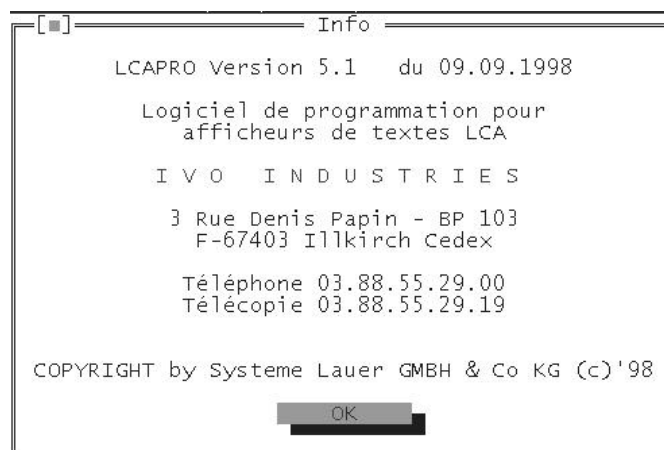 Info
LCAPRO Version 5.1 du 09.09.1998
Logiciel de programmation pour
afficheurs de textes LCA
I V O I N D U S T R I E S
3 Rue Denis Papin - BP 103
F-67403 Illkirch Cedex
Téléphone 03.88.55.29.00
Télécopie 03.88.55.29.19
COPYRIGHT by Systeme Lauer GMBH & Co KG (c)'98
OK